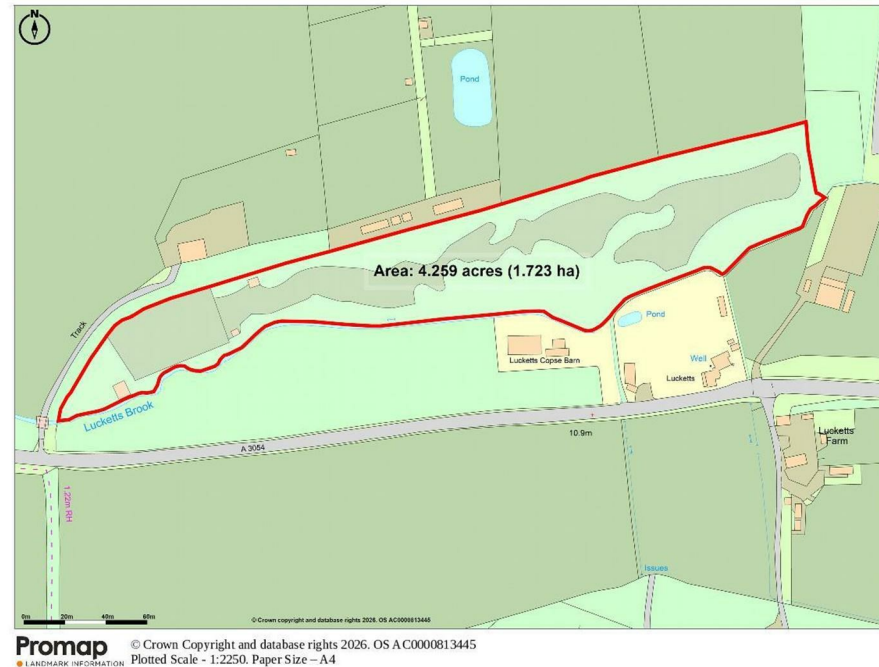 N
Pond
Area: 4.259 acres (1.723 ha)
Track
Pond
Lucketts Copse Barn
Well
Lucketts
Lucketts Brook
10.9m
Lucketts
Farm
A 3054
1.22m RH
Issues
0m 20m 40m 60m
© Crown copyright and database rights 2026. OS AC0000813445
Promap
LANDMARK INFORMATION
© Crown Copyright and database rights 2026. OS AC0000813445
Plotted Scale - 1:2250. Paper Size – A4